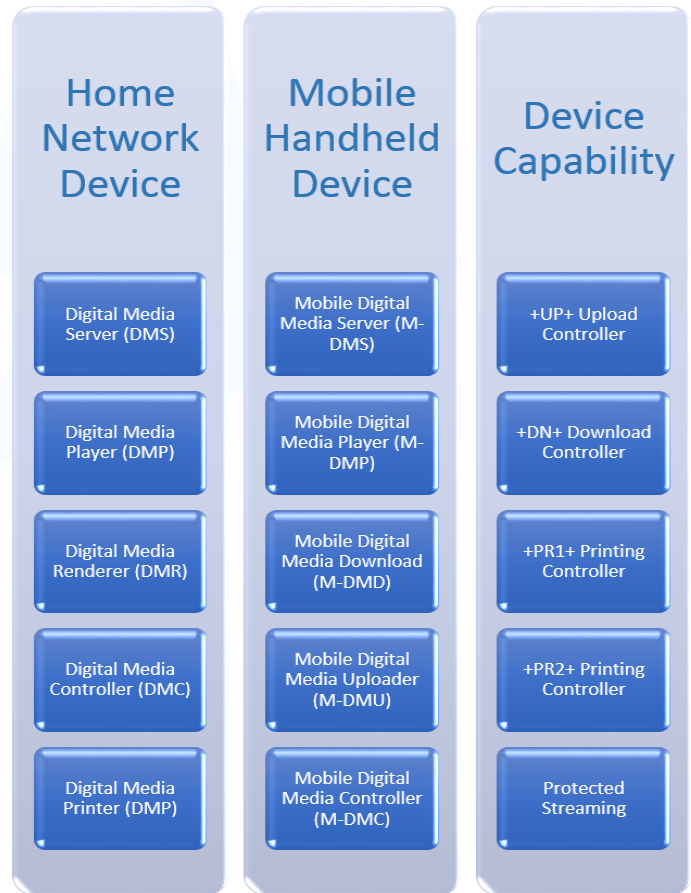 Home
Network
Device
Digital Media
Server (DMS)
Digital Media
Player (DMP)
Digital Media
Renderer (DMR)
Digital Media
Controller (DMC)
Digital Media
Printer (DMP)
Mobile
Handheld
Device
Mobile Digital
Media Server (M-
DMS)
Mobile Digital
Media Player (M-
DMP)
Mobile Digital
Media Download
(M-DMD)
Mobile Digital
Media Uploader
(M-DMU)
Mobile Digital
Media Controller
(M-DMC)
Device
Capability
+UP+ Upload
Controller
+DN+ Download
Controller
+PR1+ Printing
Controller
+PR2+ Printing
Controller
Protected
Streaming